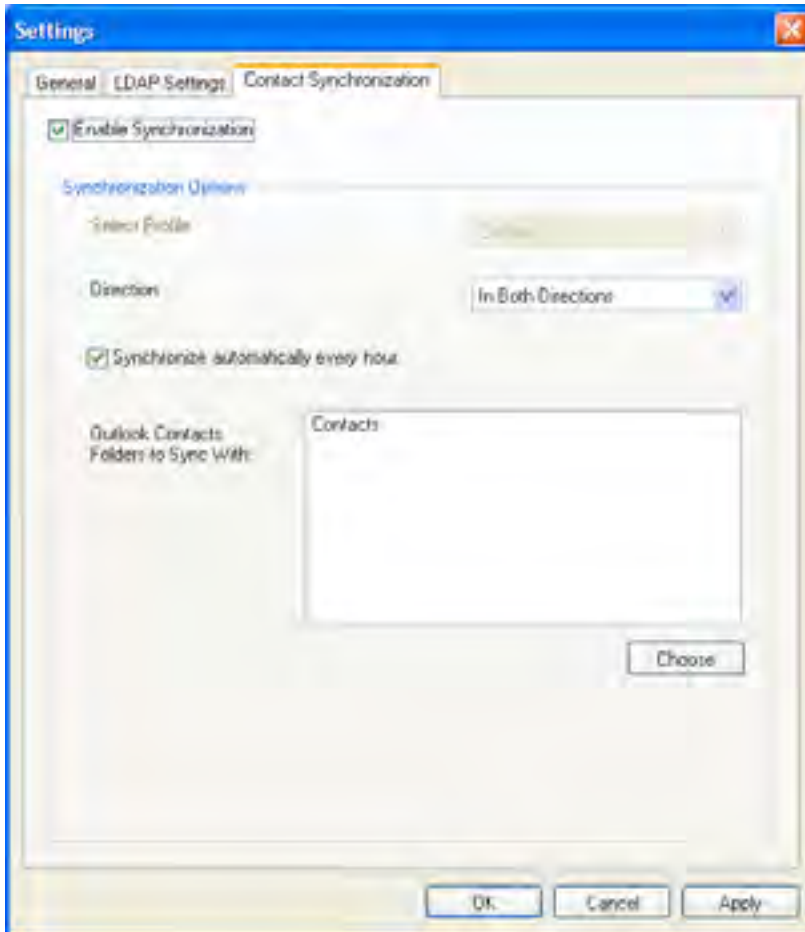 Settings
General LDAP Settings Contact Synchronization
Enable Synchronization
Synchronization Options
Select Profile
Direction In Both Directions
Synchronize automatically every hour
Outlook Contacts
Folders to Sync With:
Contacts
Choose
OK Cancel Apply